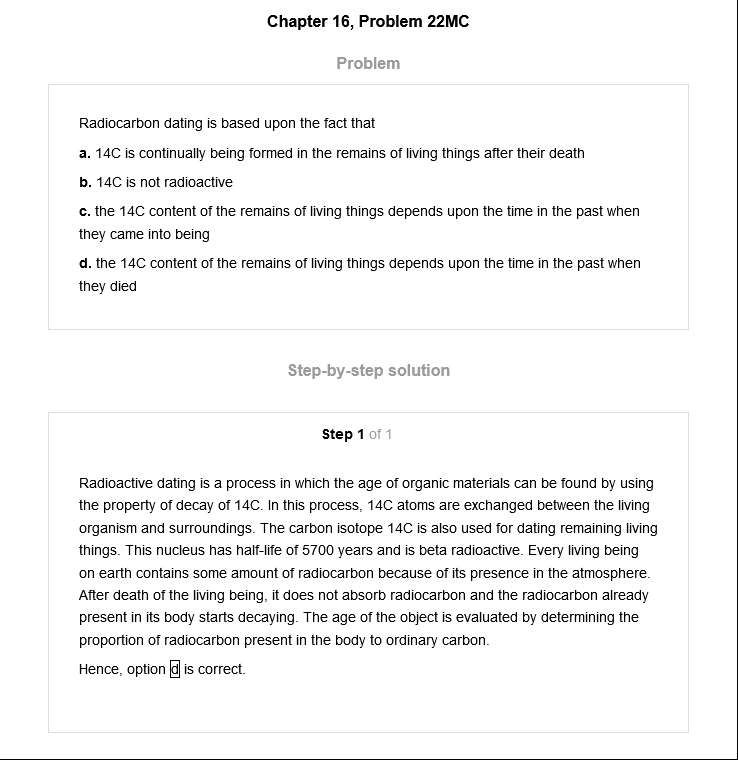 Chapter 16, Problem 22MC
Problem
Radiocarbon dating is based upon the fact that
a. 14C is continually being formed in the remains of living things after their death
b. 14C is not radioactive
c. the 14C content of the remains of living things depends upon the time in the past when
they came into being
d. the 14C content of the remains of living things depends upon the time in the past when
they died
Step-by-step solution
Step 1 of 1
Radioactive dating is a process in which the age of organic materials can be found by using
the property of decay of 14C. In this process, 14C atoms are exchanged between the living
organism and surroundings. The carbon isotope 14C is also used for dating remaining living
things. This nucleus has half-life of 5700 years and is beta radioactive. Every living being
on earth contains some amount of radiocarbon because of its presence in the atmosphere.
After death of the living being, it does not absorb radiocarbon and the radiocarbon already
present in its body starts decaying. The age of the object is evaluated by determining the
proportion of radiocarbon present in the body to ordinary carbon.
Hence, option d is correct.